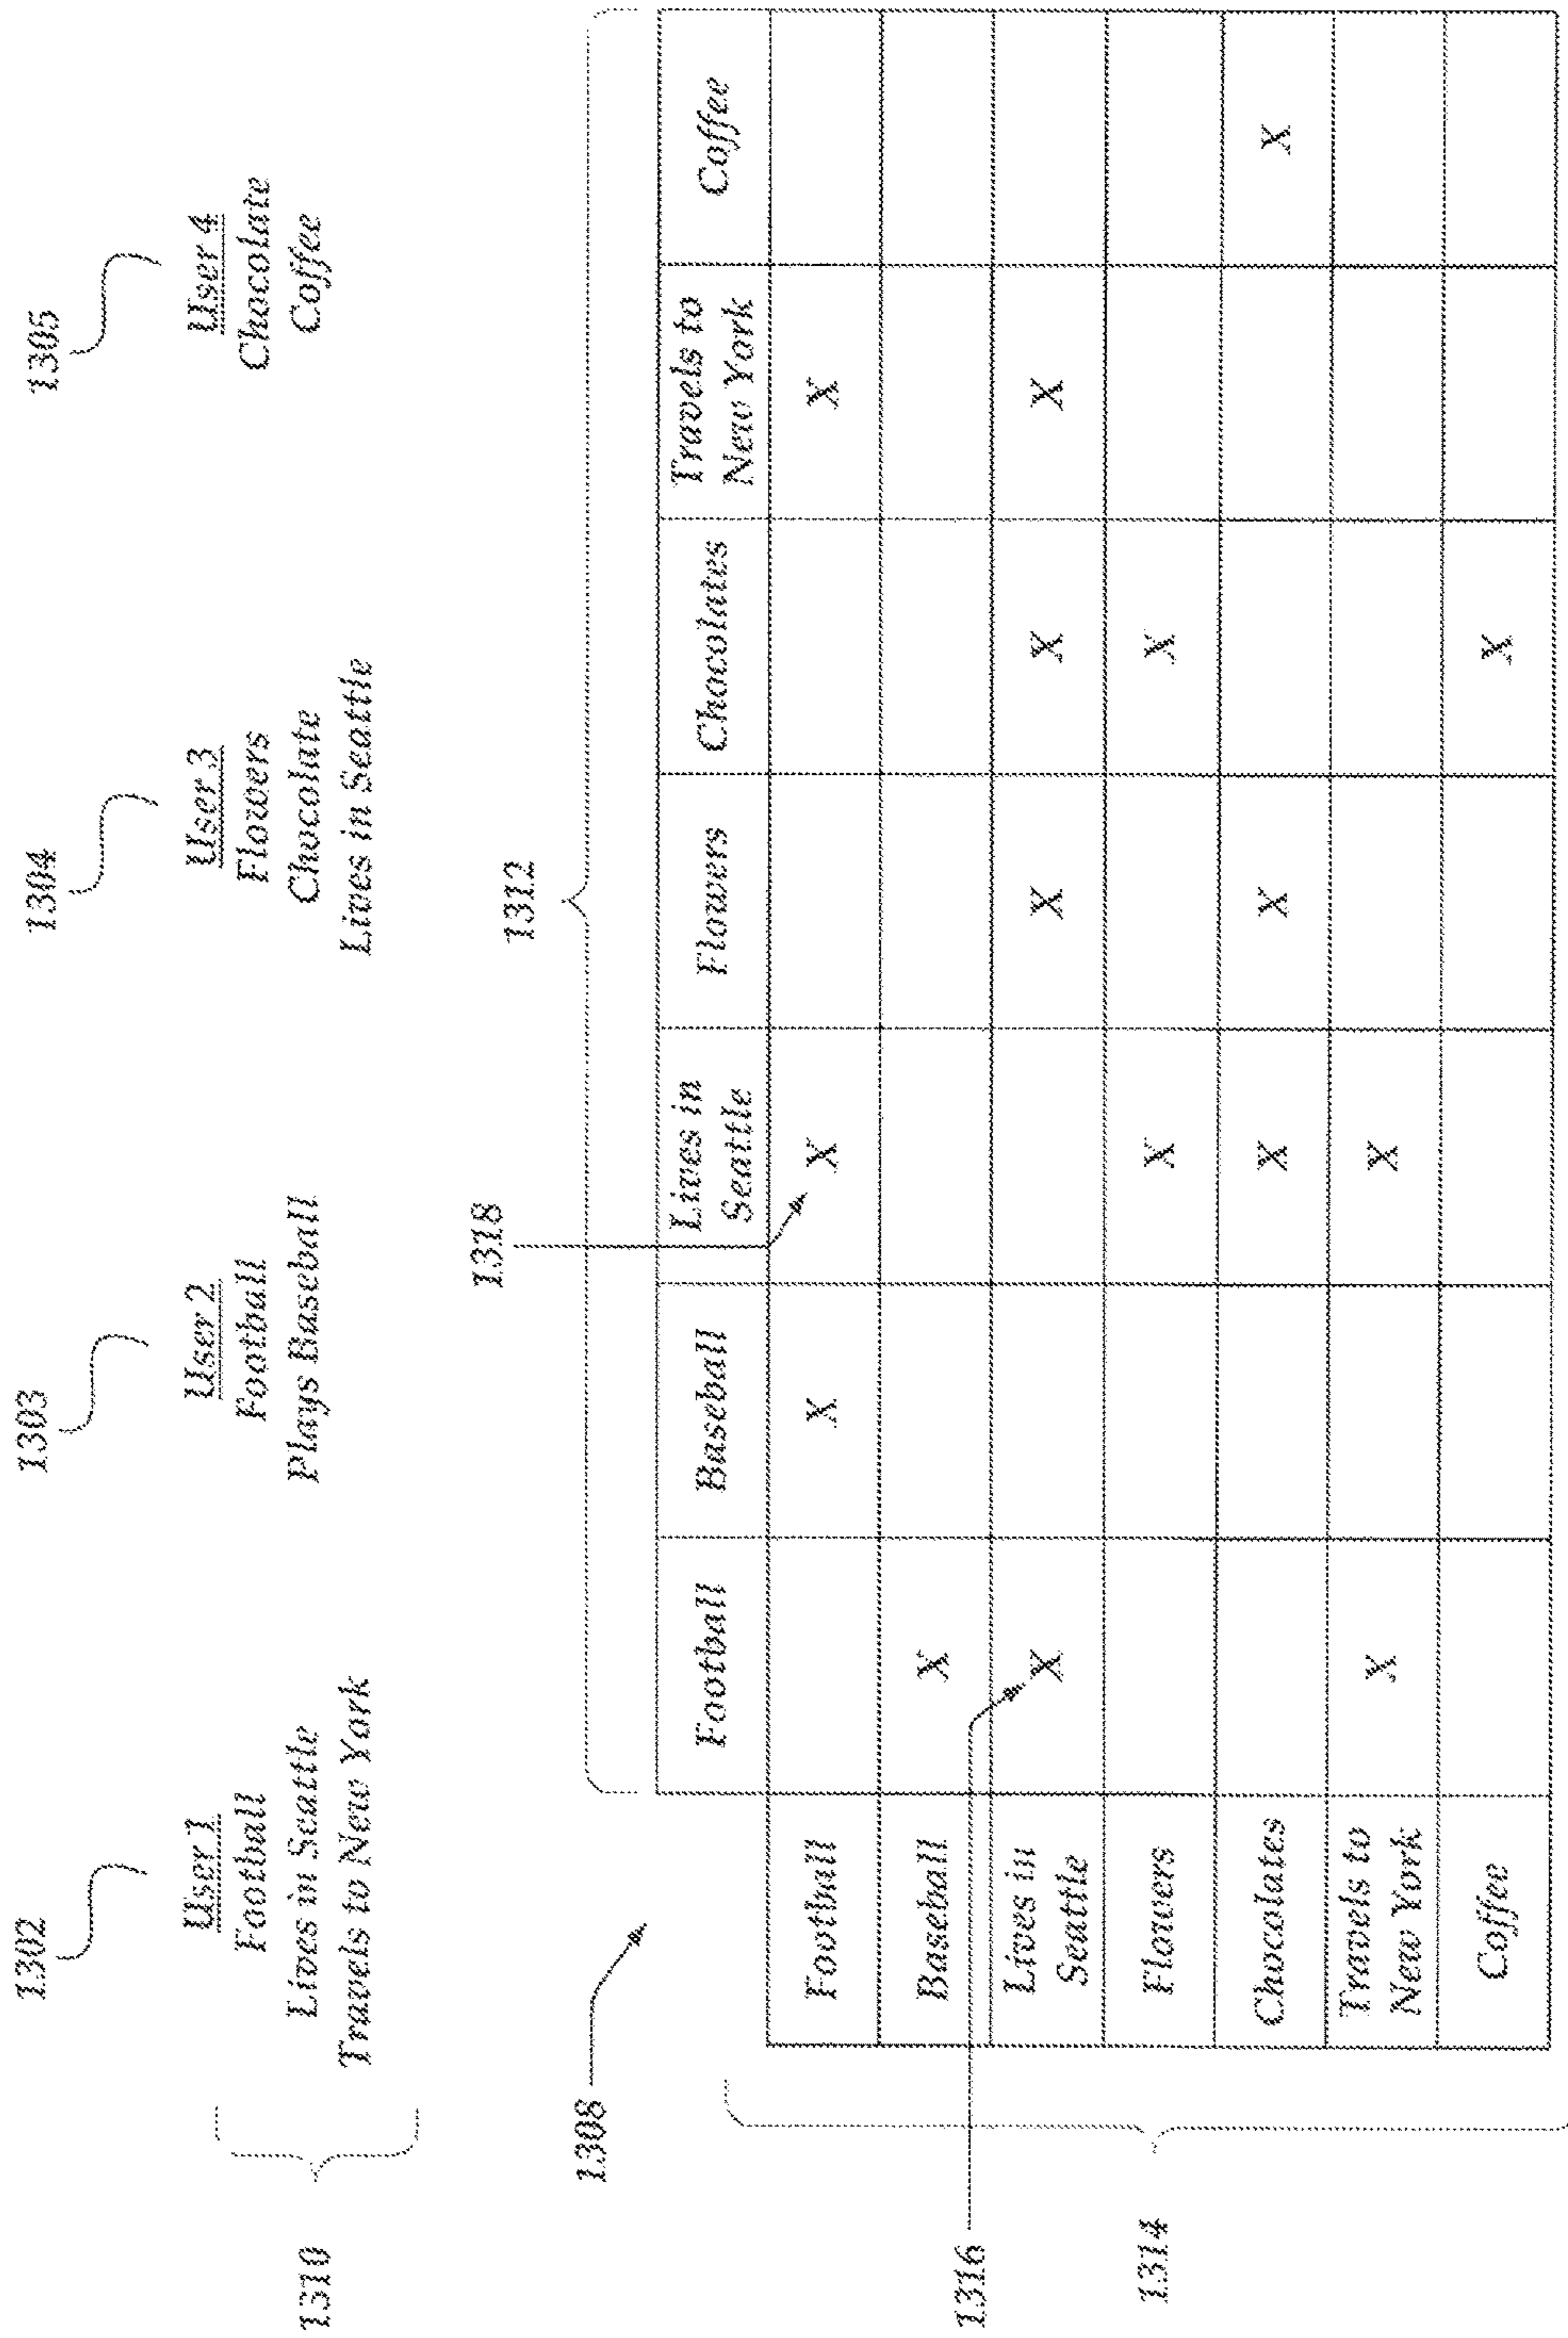 1302
1303
1304
1305
User 1
Football
Lives in Seattle
Travels to New York
User 2
Football
Plays Baseball
User 3
Flowers
Chocolate
Lives in Seattle
User 4
Chocolate
Coffee
1310
1308
1318
1312
Football
Baseball
Lives in
Seattle
Flowers
Chocolates
Travels to
New York
Coffee
Football
X
X
X
Baseball
X
1316
Lives in
Seattle
X
X
X
X
Flowers
X
X
1314
Chocolates
X
X
X
Travels to
New York
X
X
Coffee
X